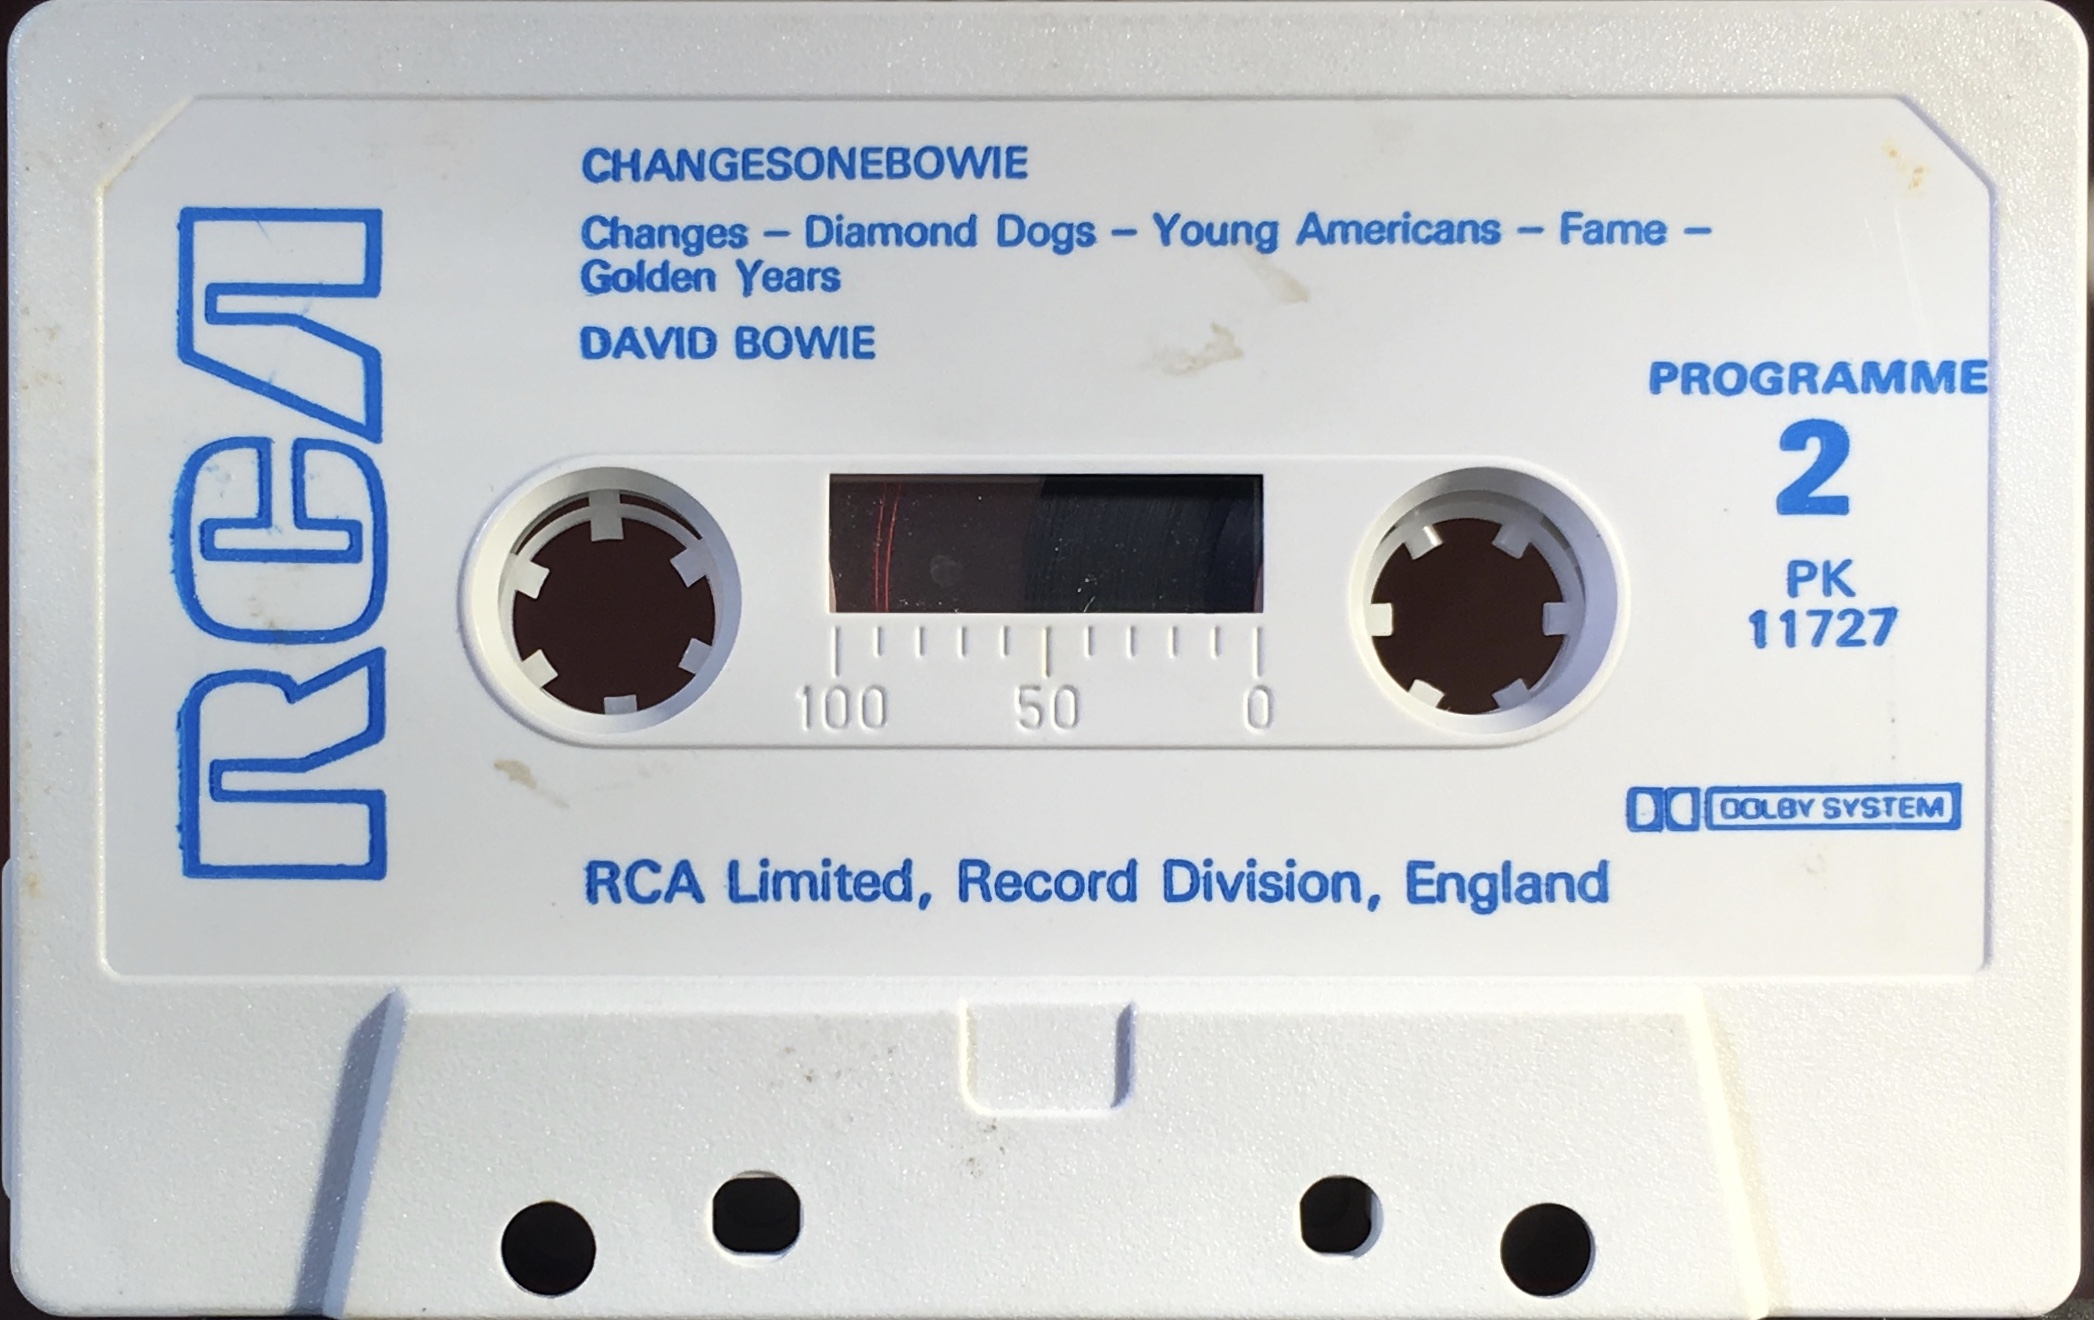 RCA
CHANGESONEBOWIE
Changes – Diamond Dogs – Young Americans – Fame –
Golden Years
DAVID BOWIE
PROGRAMME
2
PK
11727
100 50 0
DOLBY SYSTEM
RCA Limited, Record Division, England